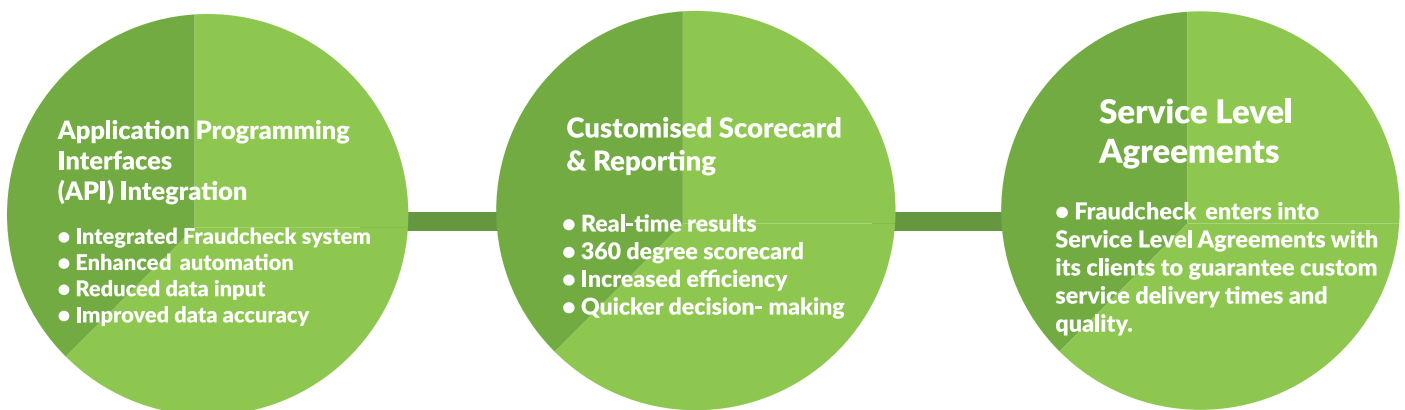 Application Programming
Interfaces
(API) Integration
● Integrated Fraudcheck system
● Enhanced automation
● Reduced data input
● Improved data accuracy
Customised Scorecard
& Reporting
● Real-time results
● 360 degree scorecard
● Increased efficiency
● Quicker decision- making
Service Level
Agreements
● Fraudcheck enters into
Service Level Agreements with
its clients to guarantee custom
service delivery times and
quality.